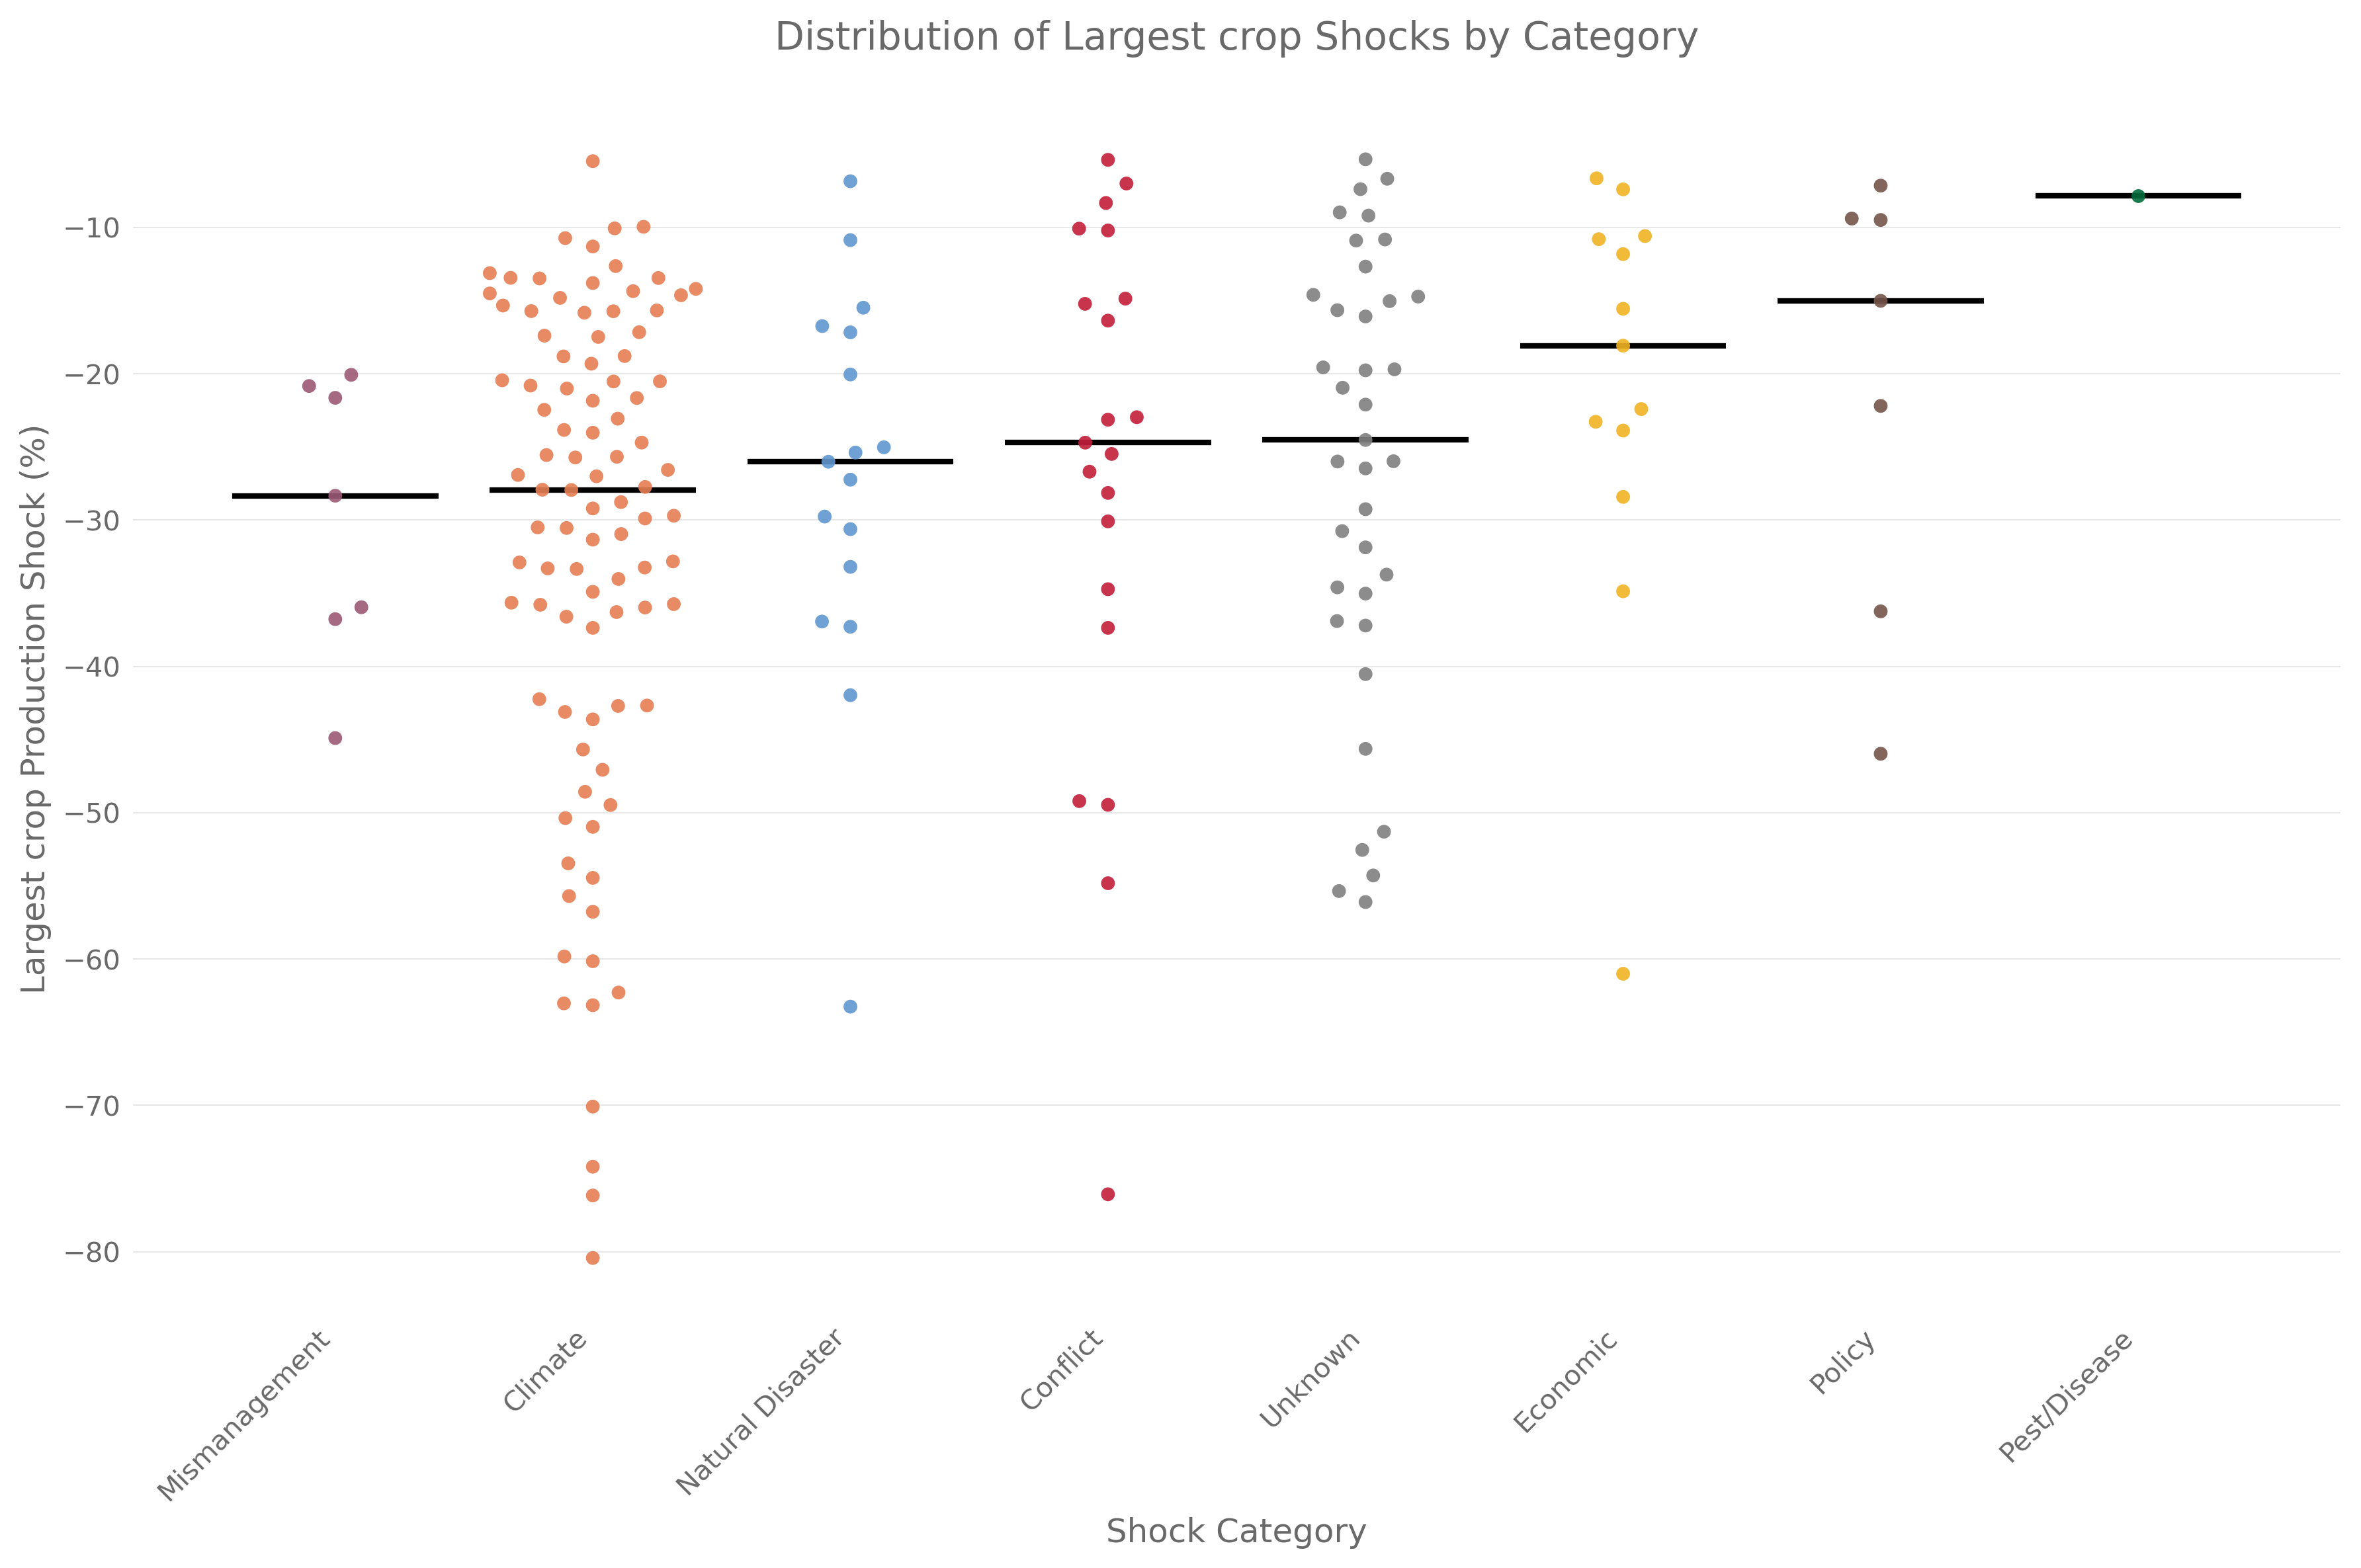 Distribution of Largest crop Shocks by Category
Largest crop Production Shock (%)
−10
−20
−30
−40
−50
−60
−70
−80
Mismanagement
Climate
Natural Disaster
Conflict
Unknown
Economic
Policy
Pest/Disease
Shock Category